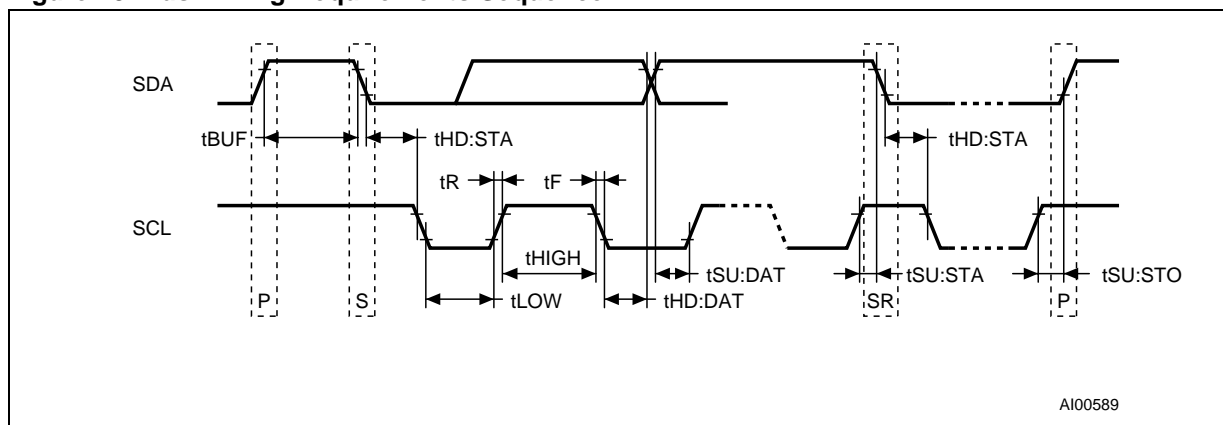 SDA
tBUF
tHD:STA
tHD:STA
tR
tF
SCL
tHIGH
tSU:DAT
tSU:STA
tSU:STO
tLOW
tHD:DAT
P
S
SR
P
AI00589